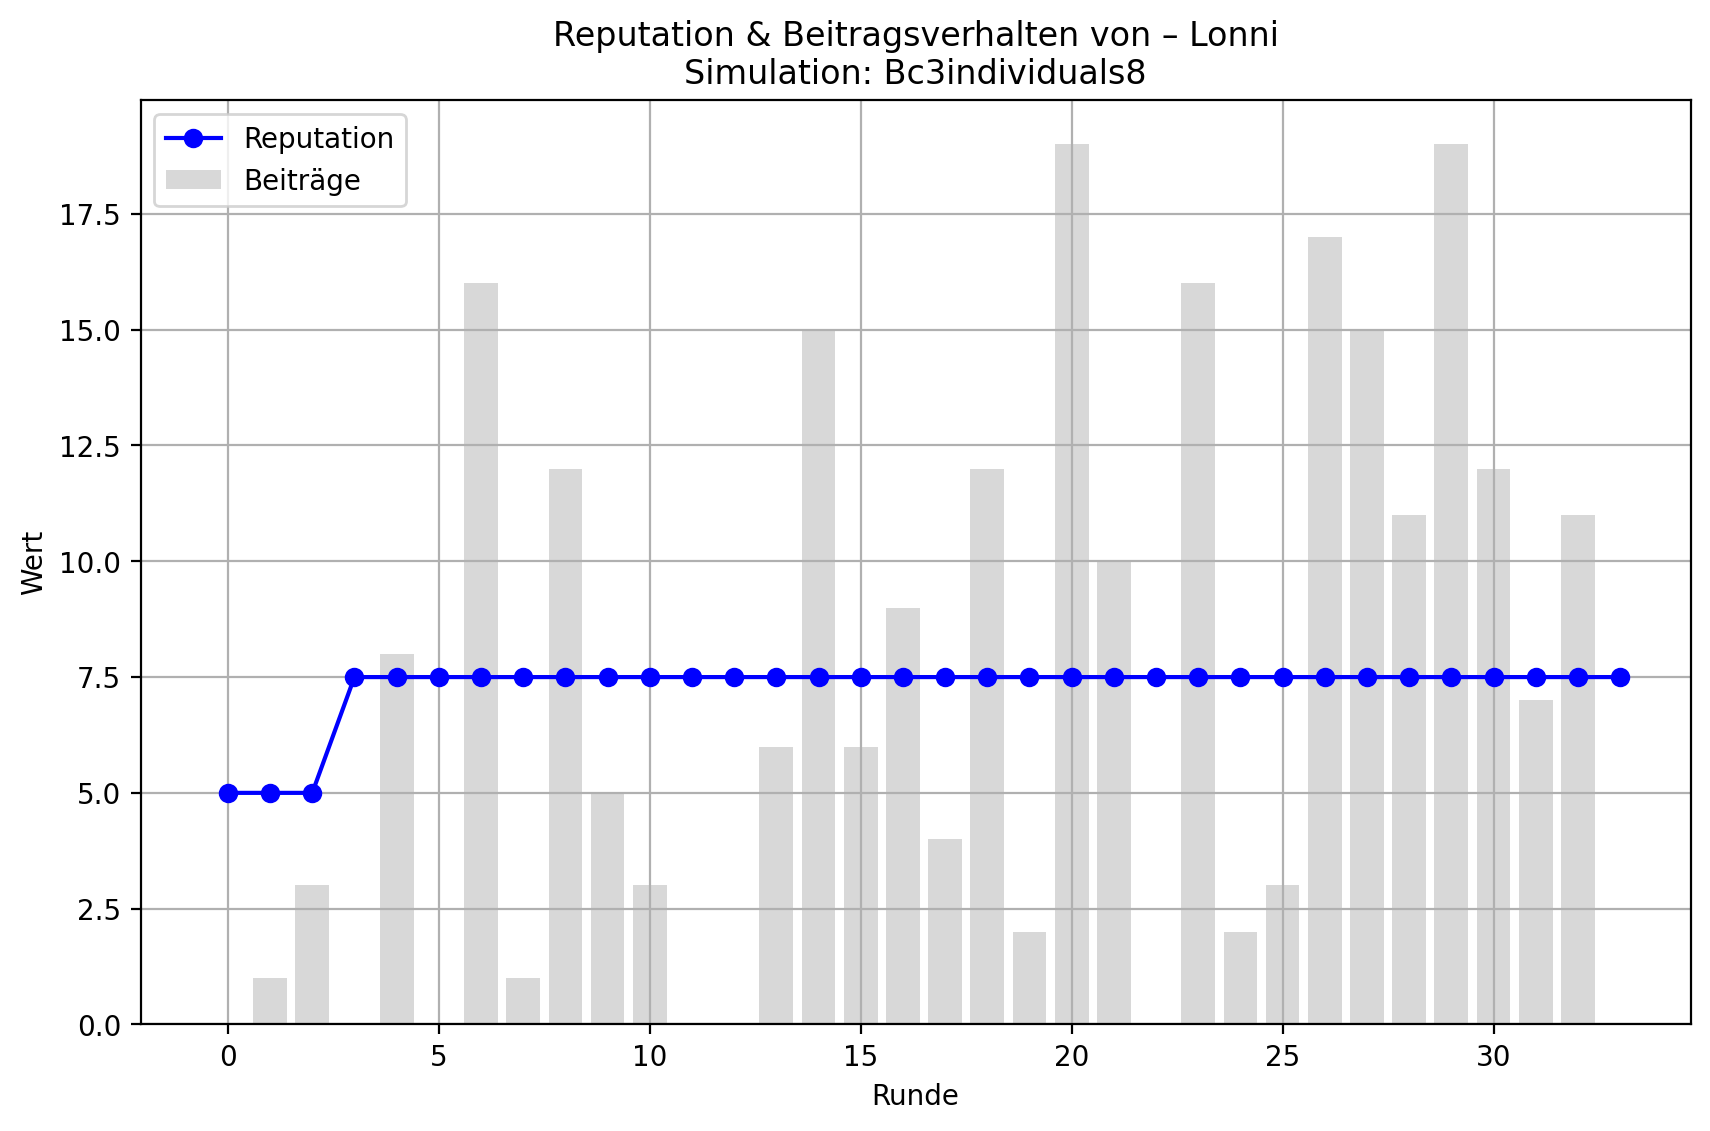 Reputation & Beitragsverhalten von – Lonni
Simulation: Bc3individuals8
Reputation
Beiträge
Wert
17.5
15.0
12.5
10.0
7.5
5.0
2.5
0.0
0 5 10 15 20 25 30
Runde